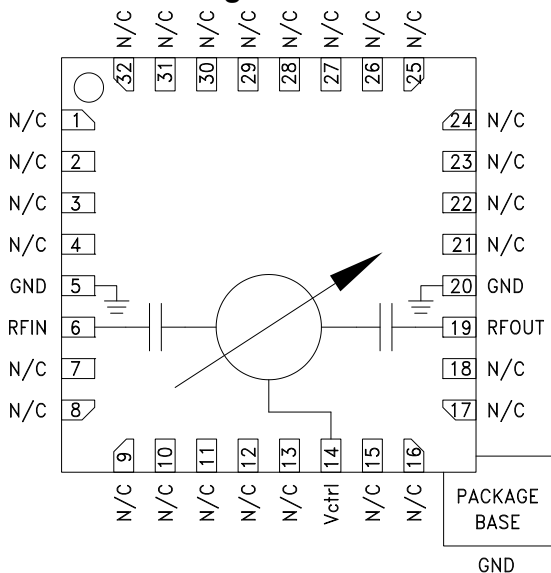 N/C N/C N/C N/C N/C N/C N/C N/C
32 31 30 29 28 27 26 25
N/C 1 24 N/C
N/C 2 23 N/C
N/C 3 22 N/C
N/C 4 21 N/C
GND 5 20 GND
RFIN 6 19 RFOUT
N/C 7 18 N/C
N/C 8 17 N/C
9 10 11 12 13 14 15 16
N/C N/C N/C N/C N/C Vctrl N/C N/C
PACKAGE
BASE
GND